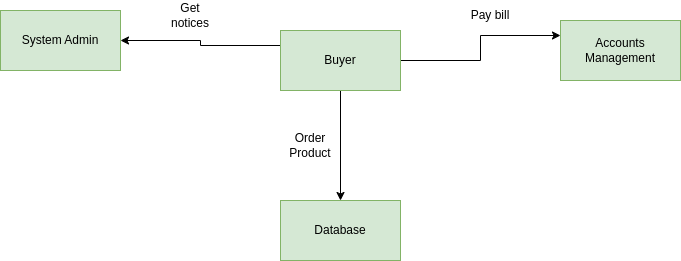 Get
notices
Pay bill
System Admin
Buyer
Accounts
Management
Order
Product
Database